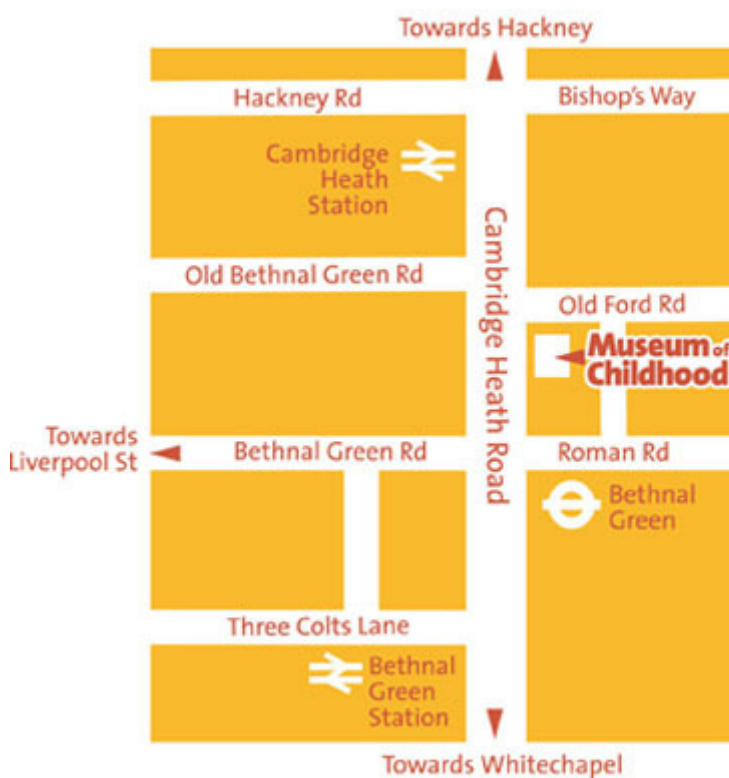 Towards Hackney
Hackney Rd
Bishop's Way
Cambridge
Heath
Station
Cambridge Heath Road
Old Bethnal Green Rd
Old Ford Rd
Museum of
Childhood
Towards
Liverpool St
Bethnal Green Rd
Roman Rd
Bethnal
Green
Three Colts Lane
Bethnal
Green
Station
Towards Whitechapel